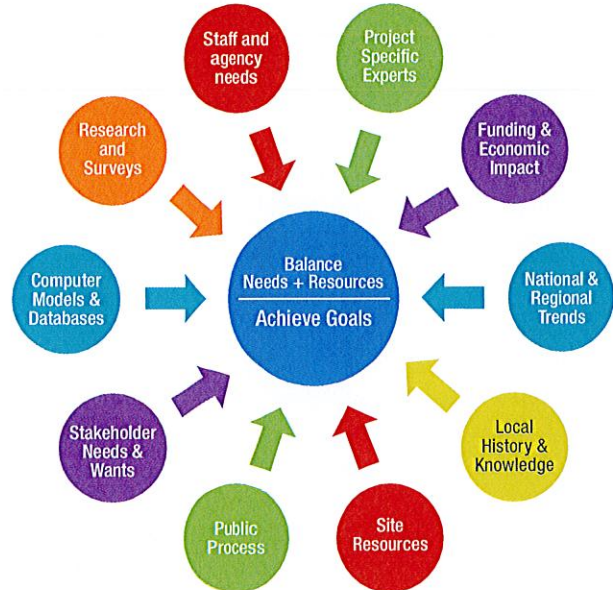 Staff and
agency
needs
Project
Specific
Experts
Research
and
Surveys
Funding &
Economic
Impact
Balance
Needs + Resources
Achieve Goals
Computer
Models &
Databases
National &
Regional
Trends
Stakeholder
Needs &
Wants
Local
History &
Knowledge
Public
Process
Site
Resources